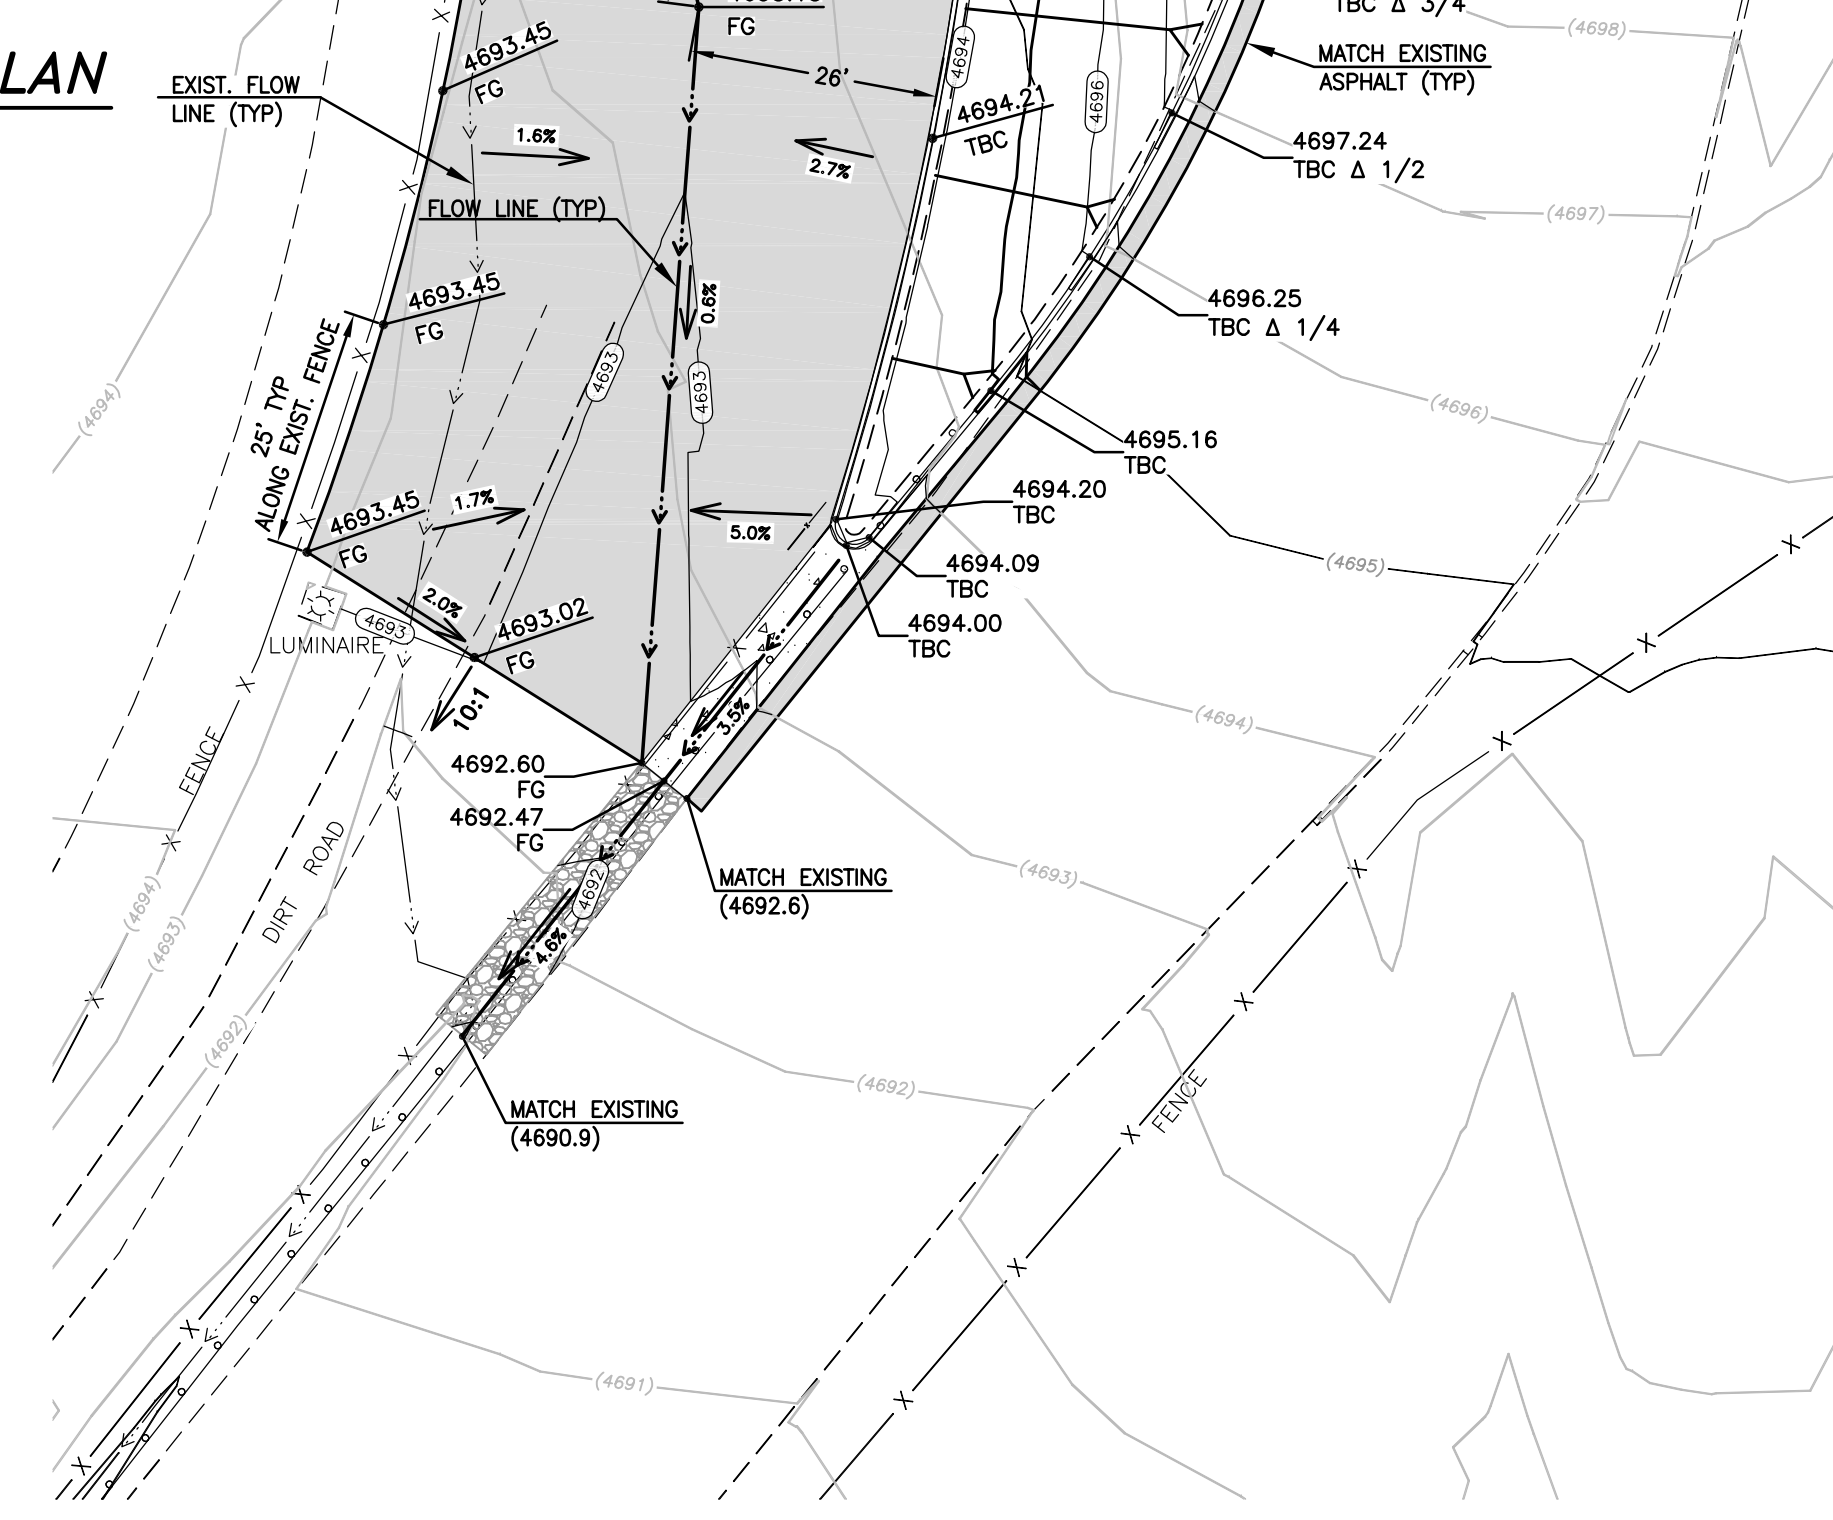 LAN
EXIST. FLOW
LINE (TYP)
4693.45
FG
FG
26'
4694
4696
TBC Δ 3/4
MATCH EXISTING
ASPHALT (TYP)
(4698)
4694.21
TBC
1.6%
2.7%
4697.24
TBC Δ 1/2
(4697)
FLOW LINE (TYP)
4693.45
FG
0.6%
4696.25
TBC Δ 1/4
25' TYP
ALONG EXIST. FENCE
4693
4693
(4694)
(4696)
4695.16
TBC
4693.45
FG
1.7%
5.0%
4694.20
TBC
4694.09
TBC
(4695)
4694.00
TBC
LUMINAIRE
4693
2.0%
4693.02
FG
10:1
3.5%
(4694)
FENCE
4692.60
FG
4692.47
FG
DIRT ROAD
MATCH EXISTING
(4692.6)
(4693)
4692
4.6%
(4694)
(4693)
(4692)
(4692)
FENCE
MATCH EXISTING
(4690.9)
(4691)